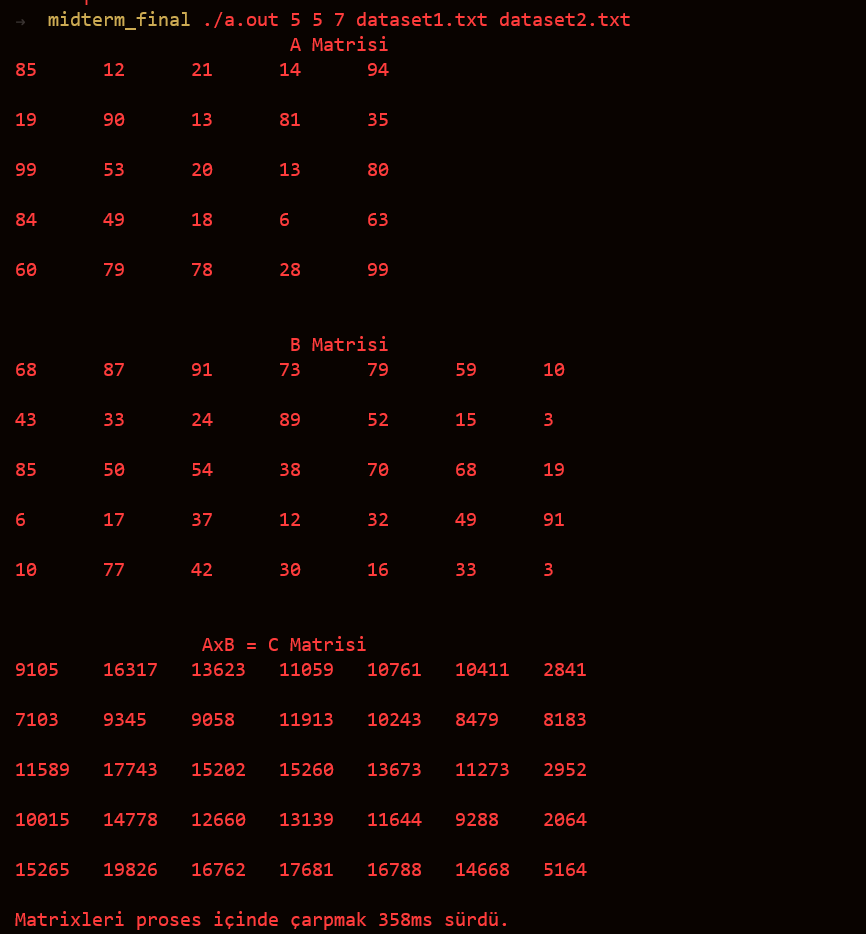 → midterm_final ./a.out 5 5 7 dataset1.txt dataset2.txt
A Matrisi
85 12 21 14 94
19 90 13 81 35
99 53 20 13 80
84 49 18 6 63
60 79 78 28 99
B Matrisi
68 87 91 73 79 59 10
43 33 24 89 52 15 3
85 50 54 38 70 68 19
6 17 37 12 32 49 91
10 77 42 30 16 33 3
AxB = C Matrisi
9105 16317 13623 11059 10761 10411 2841
7103 9345 9058 11913 10243 8479 8183
11589 17743 15202 15260 13673 11273 2952
10015 14778 12660 13139 11644 9288 2064
15265 19826 16762 17681 16788 14668 5164
Matrixleri proses içinde çarpmak 358ms sürdü.